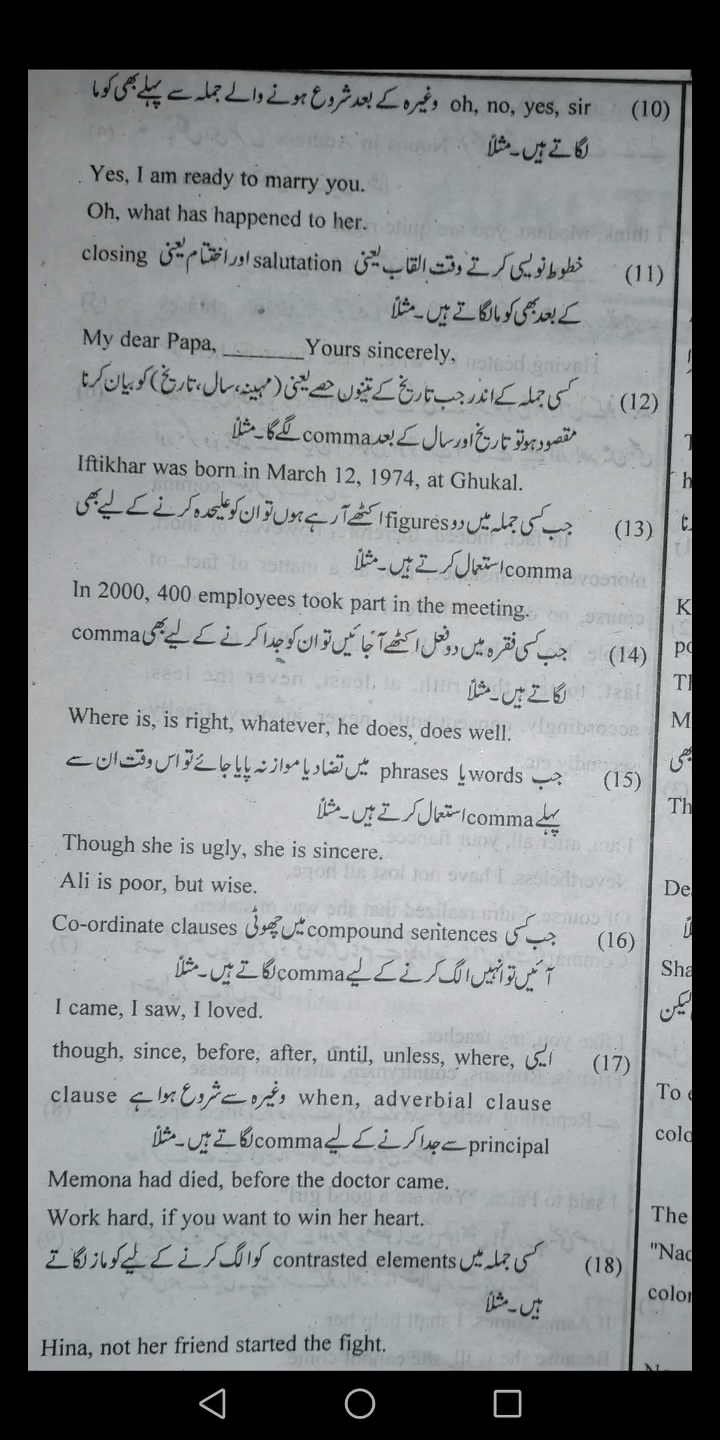 (10) oh, no, yes, sir وغیرہ کے بعد شروع ہونے والے جملہ سے پہلے بھی کوما
لگاتے ہیں۔ مثلاً
Yes, I am ready to marry you.
Oh, what has happened to her.
(11) خطوط نویسی کرتے وقت القاب یعنی salutation اور اختتام یعنی closing
کے بعد بھی کوما لگاتے ہیں۔ مثلاً
My dear Papa, ________Yours sincerely,
(12) کسی جملہ کے اندر جب تاریخ کے تینوں حصے یعنی (مہینہ، سال، تاریخ) کو بیان کرنا
مقصود ہو تو تاریخ اور سال کے بعد comma لگے گا۔ مثلاً
Iftikhar was born in March 12, 1974, at Ghukal.
(13) جب کسی جملہ میں دو figures اکٹھے آ رہے ہوں تو ان کو علیحدہ کرنے کے لیے بھی
comma استعمال کرتے ہیں۔ مثلاً
In 2000, 400 employees took part in the meeting.
(14) جب کسی فقرہ میں دو فعل اکٹھے آ جائیں تو ان کو جدا کرنے کے لیے بھی comma
لگاتے ہیں۔ مثلاً
Where is, is right, whatever, he does, does well.
(15) جب words یا phrases میں تضاد یا موازنہ پایا جائے تو اس وقت ان سے
پہلے comma استعمال کرتے ہیں۔ مثلاً
Though she is ugly, she is sincere.
Ali is poor, but wise.
(16) جب کسی compound sentences میں چھوٹی Co-ordinate clauses
آئیں تو انہیں الگ کرنے کے لیے comma لگاتے ہیں۔ مثلاً
I came, I saw, I loved.
(17) ایسی though, since, before, after, until, unless, where,
when, adverbial clause وغیرہ سے شروع ہوا ہے clause
principal سے جدا کرنے کے لیے comma لگاتے ہیں۔ مثلاً
Memona had died, before the doctor came.
Work hard, if you want to win her heart.
(18) کسی جملہ میں contrasted elements کو الگ کرنے کے لیے کوماز لگاتے
ہیں۔ مثلاً
Hina, not her friend started the fight.